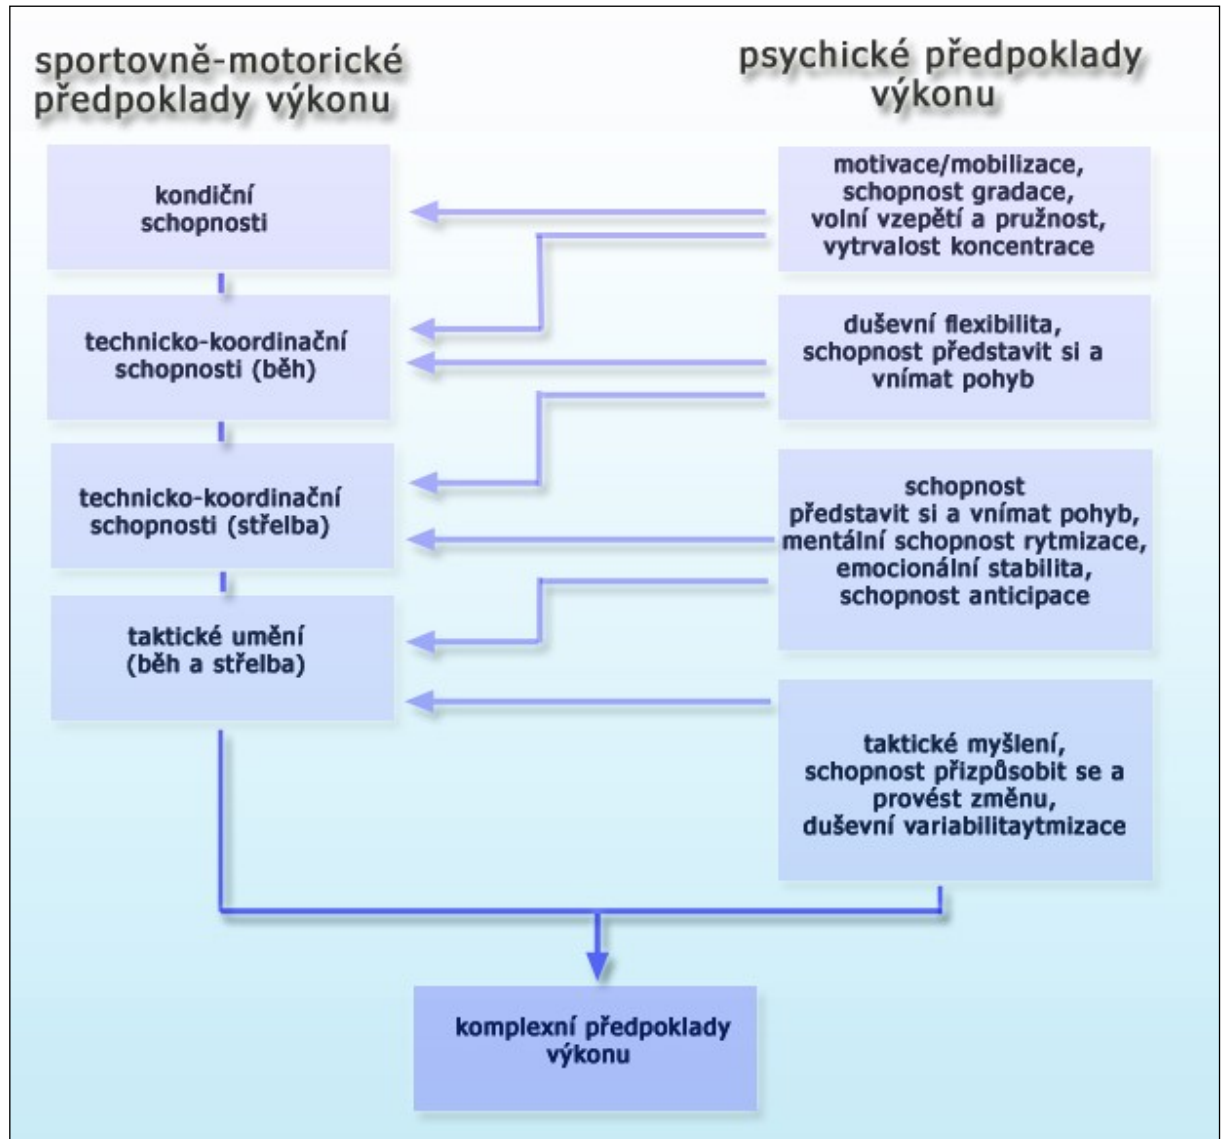 sportovně-motorické
předpoklady výkonu
kondiční
schopnosti
technicko-koordinační
schopnosti (běh)
technicko-koordinační
schopnosti (střelba)
taktické umění
(běh a střelba)
psychické předpoklady
výkonu
motivace/mobilizace,
schopnost gradace,
volní vzepětí a pružnost,
vytrvalost koncentrace
duševní flexibilita,
schopnost představit si a
vnímat pohyb
schopnost
představit si a vnímat pohyb,
mentální schopnost rytmizace,
emocionální stabilita,
schopnost anticipace
taktické myšlení,
schopnost přizpůsobit se a
provést změnu,
duševní variabilitaytmizace
komplexní předpoklady
výkonu